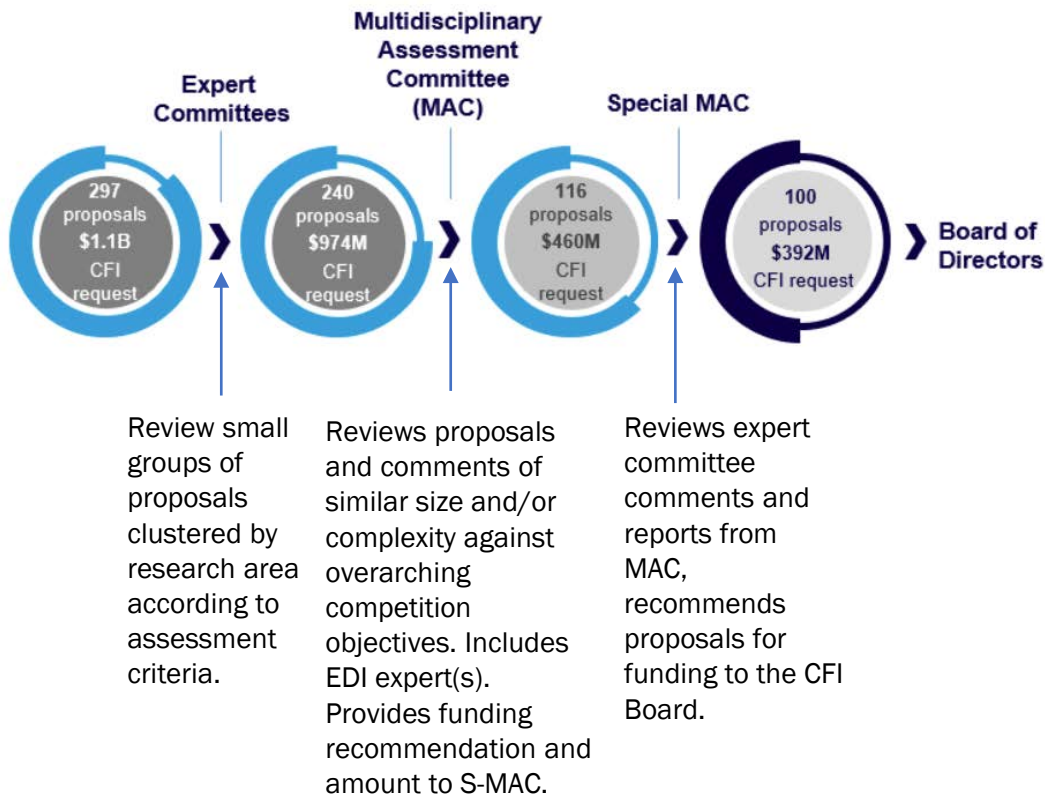 Expert
Committees
Multidisciplinary
Assessment
Committee
(MAC)
Special MAC
297
proposals
$1.1B
CFI
request
240
proposals
$974M
CFI
request
116
proposals
$460M
CFI
request
100
proposals
$392M
CFI request
Board of
Directors
Review small
groups of
proposals
clustered by
research area
according to
assessment
criteria.
Reviews proposals
and comments of
similar size and/or
complexity against
overarching
competition
objectives. Includes
EDI expert(s).
Provides funding
recommendation and
amount to S-MAC.
Reviews expert
committee
comments and
reports from
MAC,
recommends
proposals for
funding to the CFI
Board.